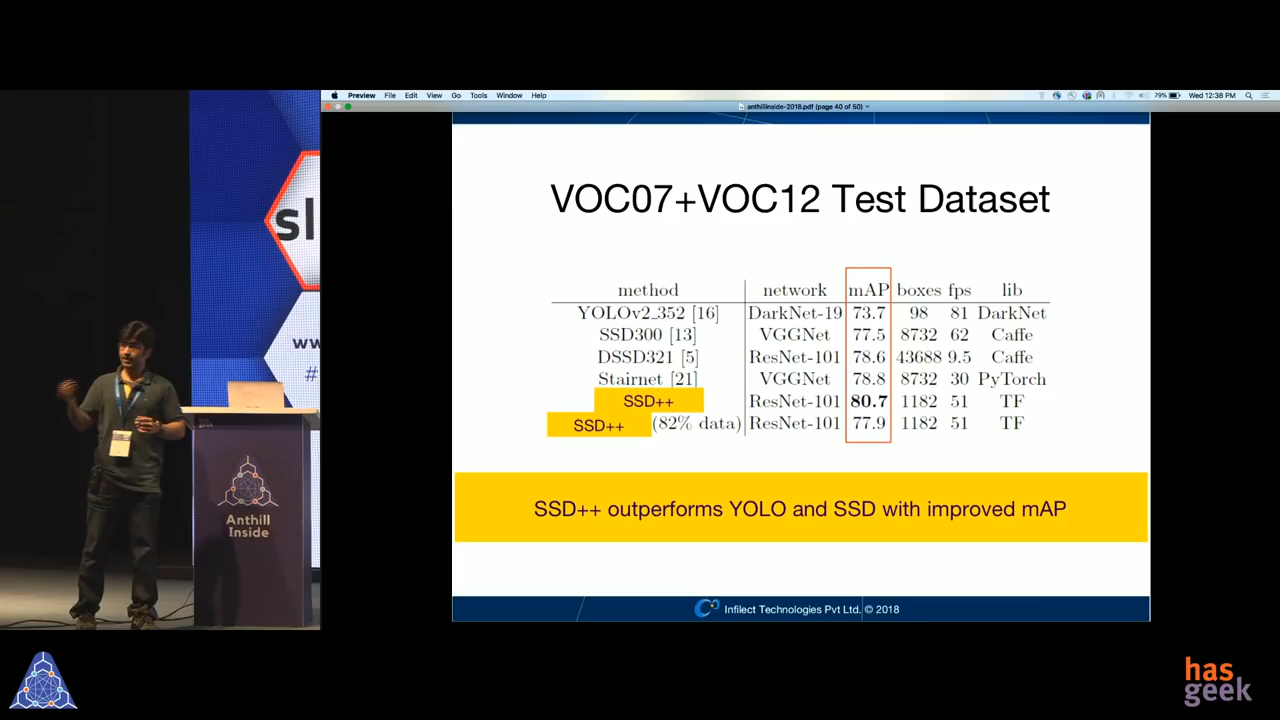 Preview File Edit View Go Tools Window Help 79% Wed 12:38 PM
anthillinside-2018.pdf (page 40 of 50)
VOC07+VOC12 Test Dataset
method network mAP boxes fps lib
YOLOv2_352 [16] DarkNet-19 73.7 98 81 DarkNet
SSD300 [13] VGGNet 77.5 8732 62 Caffe
DSSD321 [5] ResNet-101 78.6 43688 9.5 Caffe
Stairnet [21] VGGNet 78.8 8732 30 PyTorch
SSD++ ResNet-101 80.7 1182 51 TF
SSD++ (82% data) ResNet-101 77.9 1182 51 TF
SSD++ outperforms YOLO and SSD with improved mAP
Infilect Technologies Pvt Ltd. © 2018
sl
ww
#
Anthill
Inside
has
geek